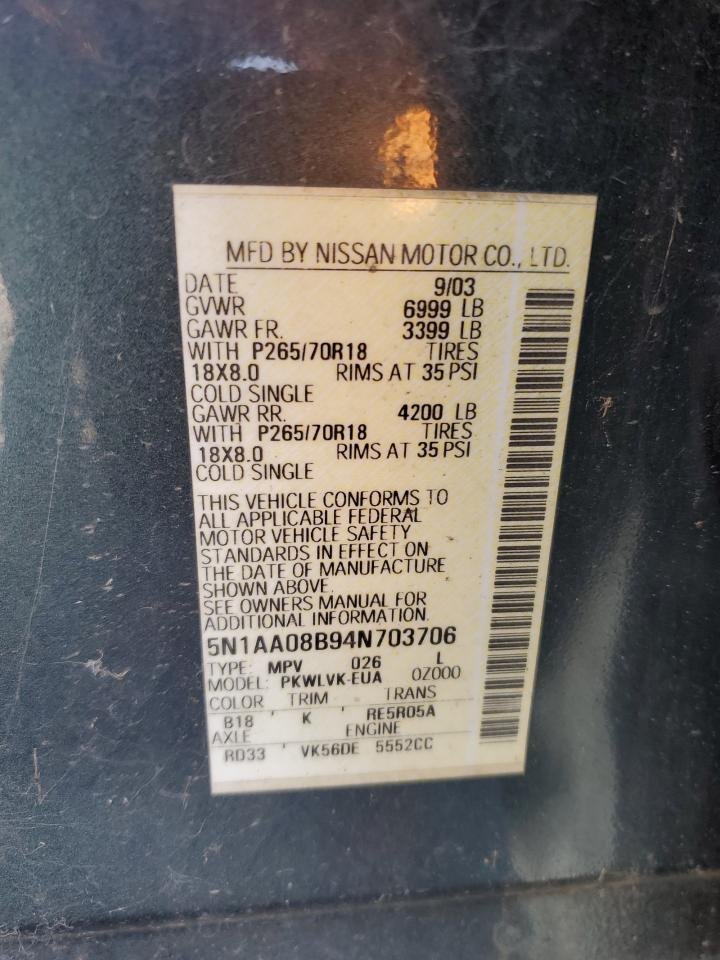 MFD BY NISSAN MOTOR CO., LTD.
DATE 9/03
GVWR 6999 LB
GAWR FR. 3399 LB
WITH P265/70R18 TIRES
18X8.0 RIMS AT 35 PSI
COLD SINGLE
GAWR RR. 4200 LB
WITH P265/70R18 TIRES
18X8.0 RIMS AT 35 PSI
COLD SINGLE
THIS VEHICLE CONFORMS TO
ALL APPLICABLE FEDERAL
MOTOR VEHICLE SAFETY
STANDARDS IN EFFECT ON
THE DATE OF MANUFACTURE
SHOWN ABOVE.
SEE OWNERS MANUAL FOR
ADDITIONAL INFORMATION.
5N1AA08B94N703706
TYPE: MPV 026 L
MODEL: PKWLVK-EUA 0Z000
COLOR TRIM TRANS
B18 ' K ' RE5R05A
AXLE ENGINE
RD33 ' VK56DE 5552CC